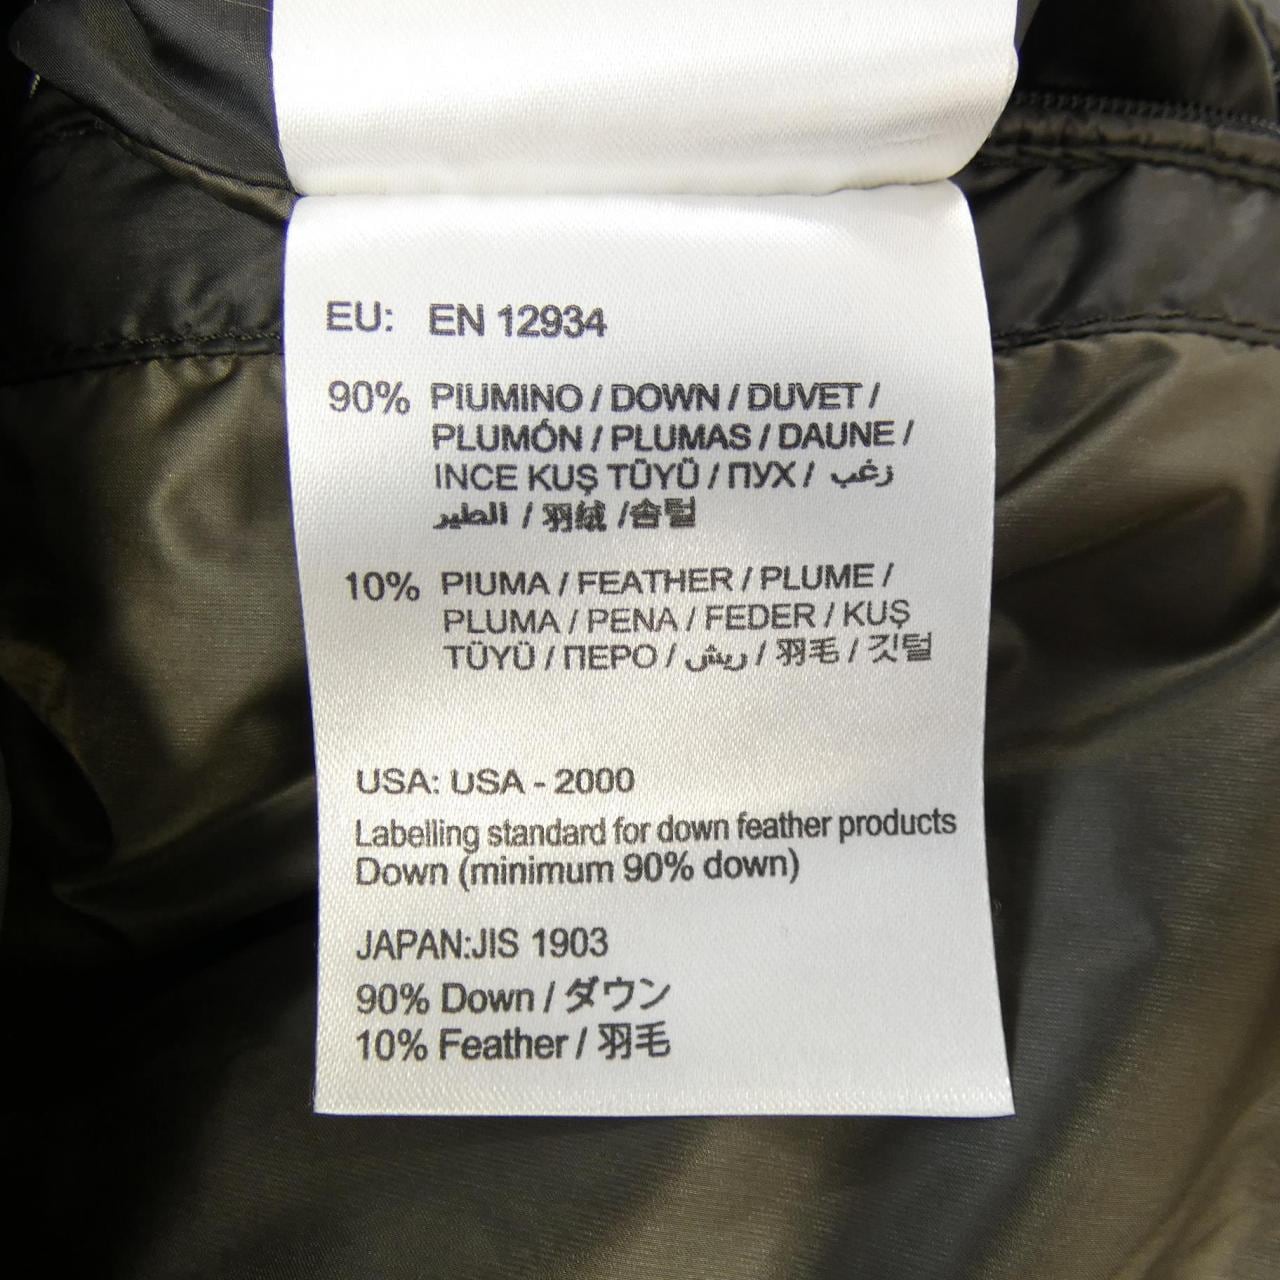 EU: EN 12934
90% PIUMINO / DOWN / DUVET /
PLUMÓN / PLUMAS / DAUNE /
INCE KUŞ TÜYÜ / ПУХ / زغب
الطير / 羽绒 /솜털
10% PIUMA / FEATHER / PLUME /
PLUMA / PENA / FEDER / KUŞ
TÜYÜ / ПЕРО / ريش / 羽毛 / 깃털
USA: USA - 2000
Labelling standard for down feather products
Down (minimum 90% down)
JAPAN:JIS 1903
90% Down / ダウン
10% Feather / 羽毛